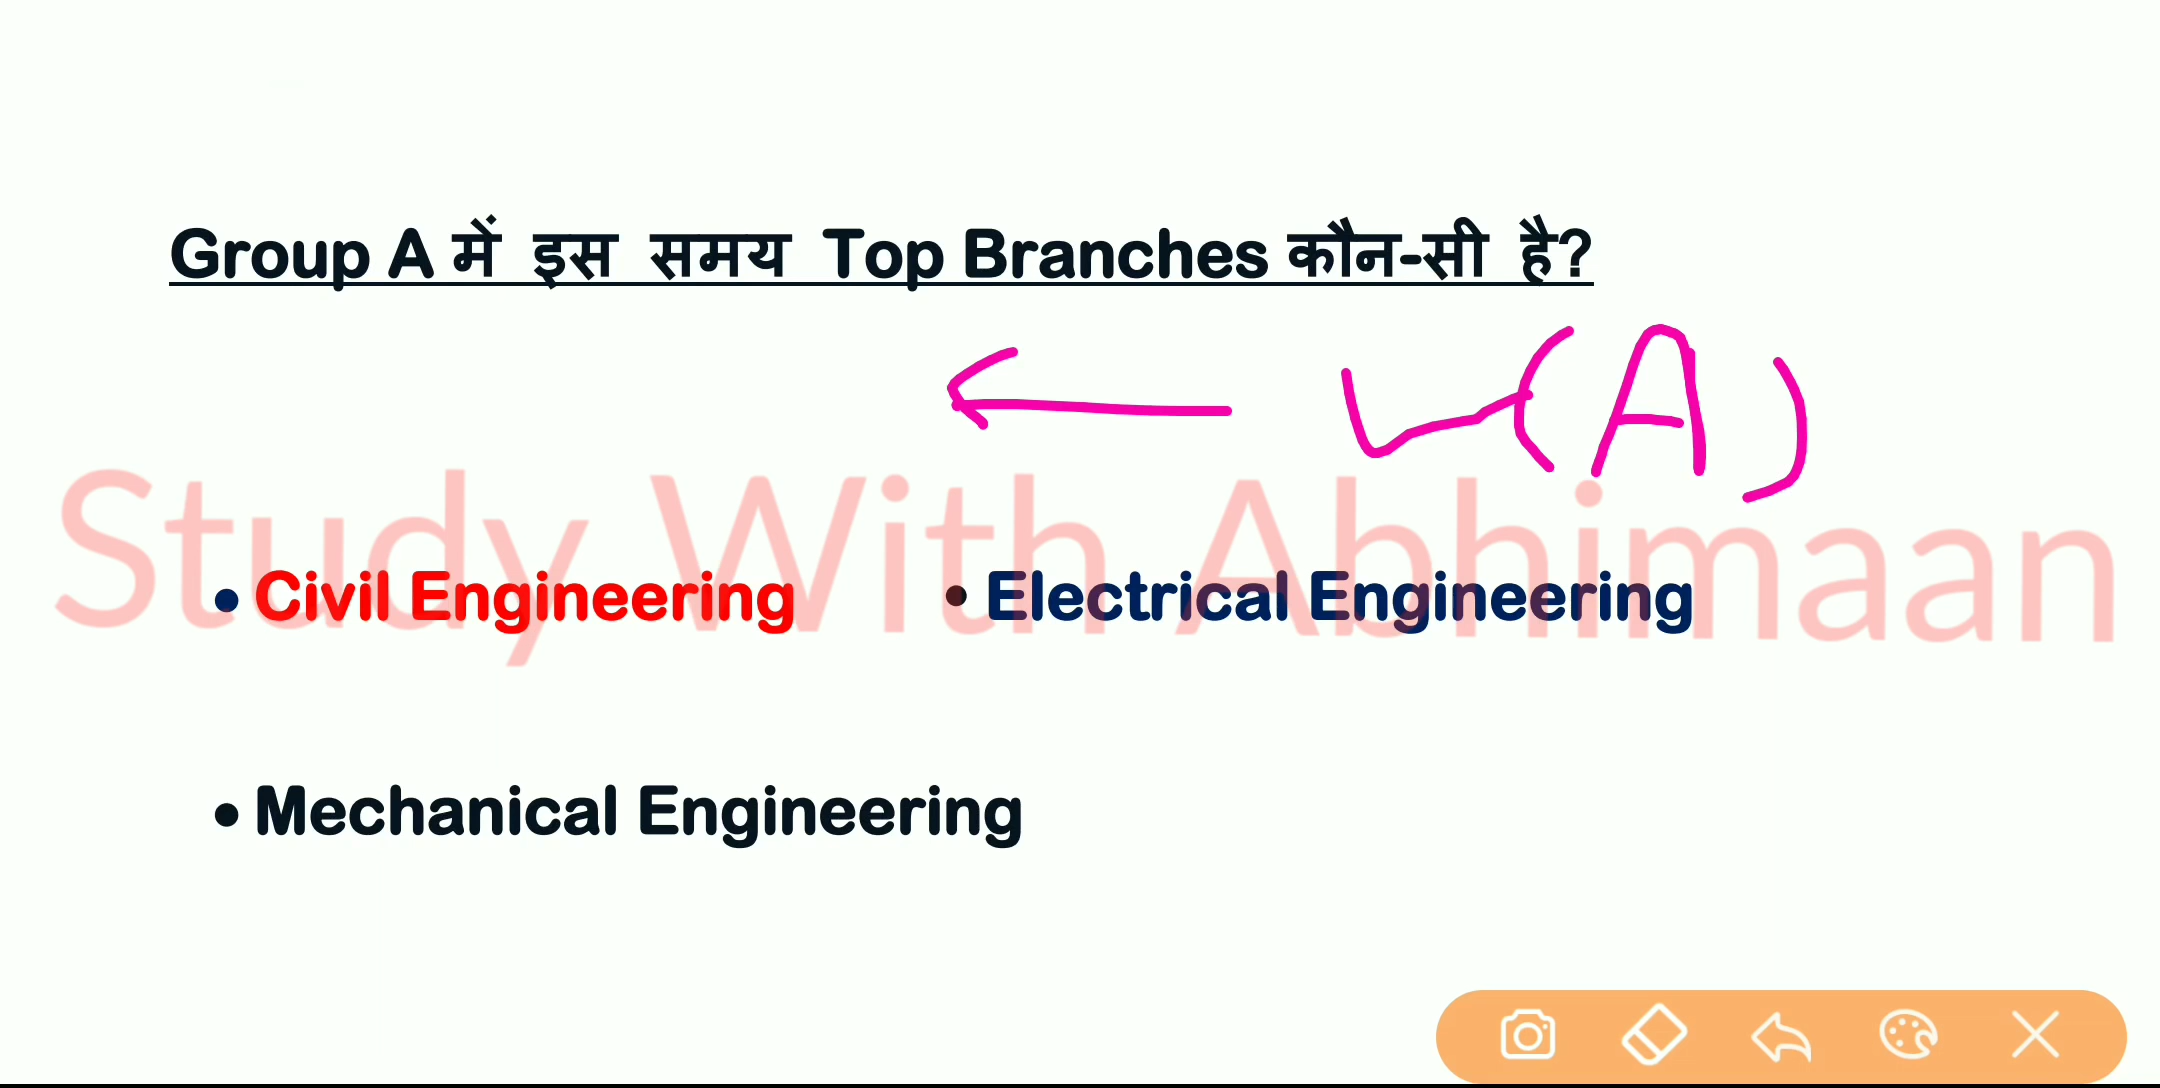 Group A में इस समय Top Branches कौन-सी है?
(A)
Study With Abhimaan
• Civil Engineering • Electrical Engineering
• Mechanical Engineering